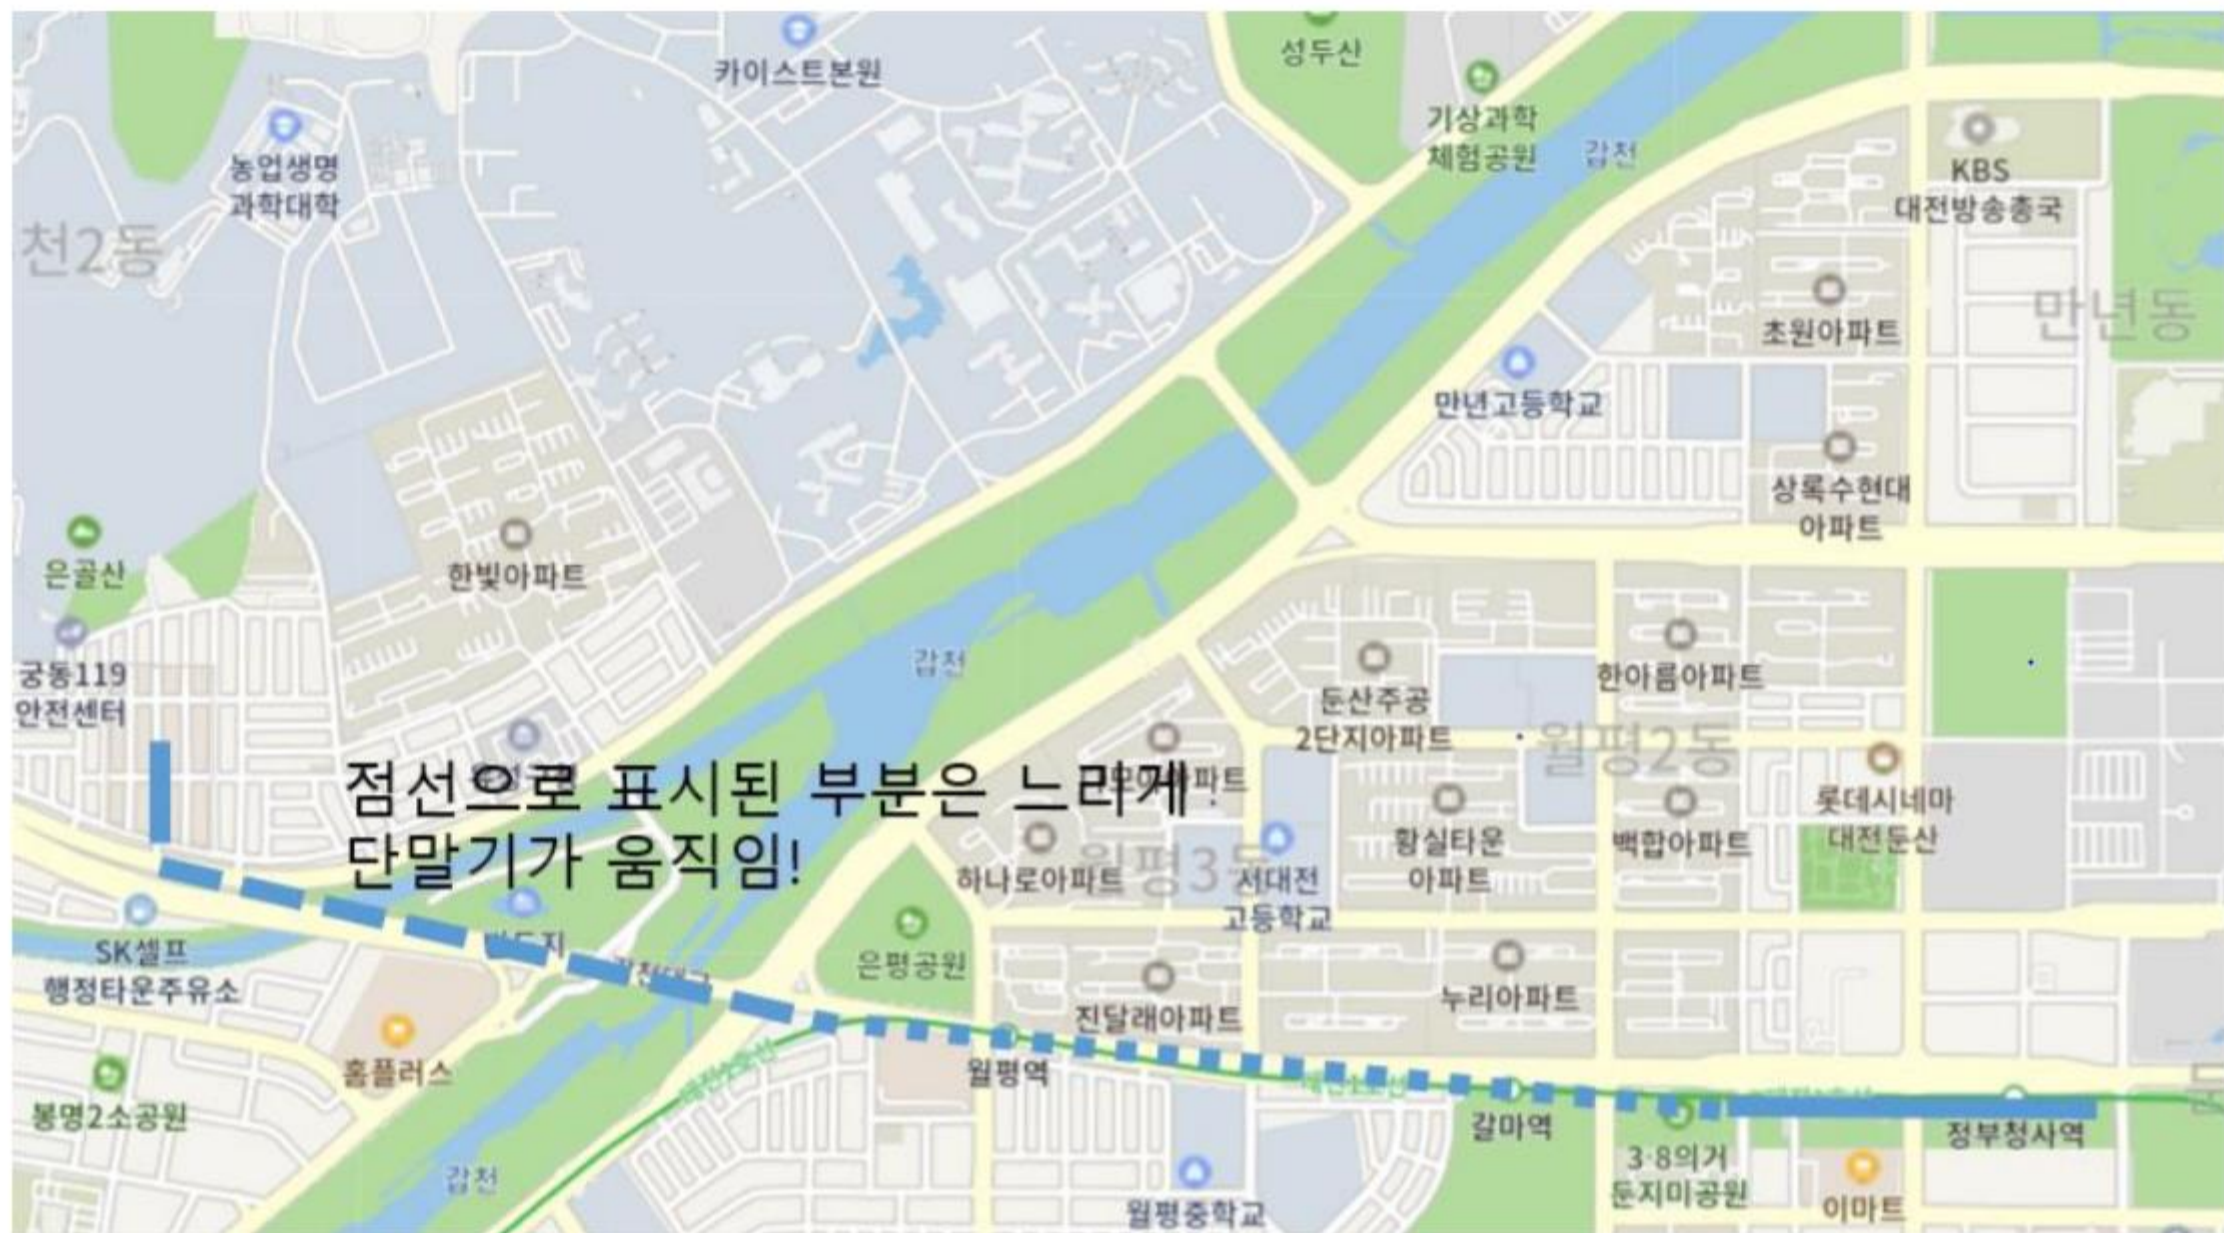 카이스트본원
성두산
기상과학
체험공원
갑천
KBS
대전방송총국
농업생명
과학대학
천2동
만년동
초원아파트
만년고등학교
상록수현대
아파트
은골산
한빛아파트
궁동119
안전센터
갑천
둔산주공
2단지아파트
한아름아파트
월평2동
점선으로 표시된 부분은 느리게
단말기가 움직임!
롯데시네마
대전둔산
하나로아파트
월평3동
서대전
고등학교
황실타운
아파트
백합아파트
SK셀프
행정타운주유소
은평공원
진달래아파트
누리아파트
홈플러스
월평역
봉명2소공원
갈마역
정부청사역
3·8의거
둔지미공원
갑천
월평중학교
이마트